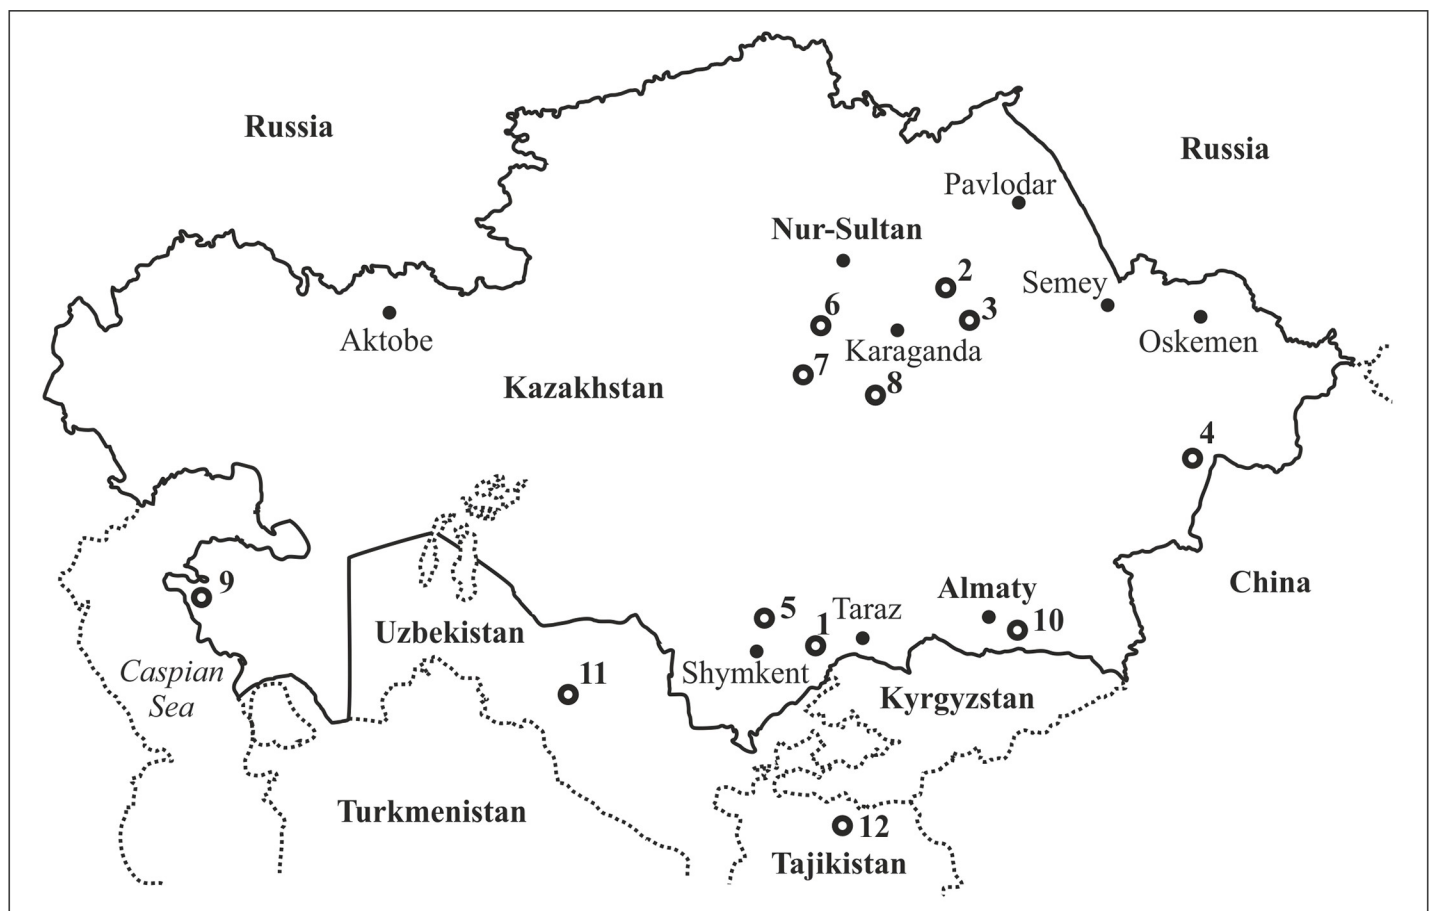 Russia
Russia
Pavlodar
Nur-Sultan
2
Semey
6
3
Aktobe
Karaganda
Oskemen
7
Kazakhstan
8
4
9
Almaty
China
5
Taraz
10
1
Uzbekistan
Caspian
Sea
11
Shymkent
Kyrgyzstan
Turkmenistan
12
Tajikistan